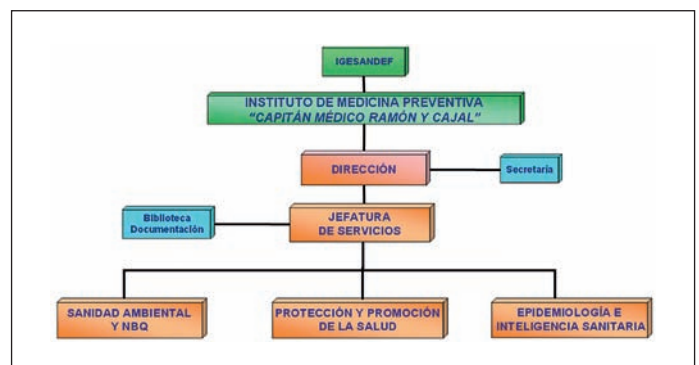 IGESANDEF
INSTITUTO DE MEDICINA PREVENTIVA
“CAPITÁN MÉDICO RAMÓN Y CAJAL”
DIRECCIÓN
Secretaría
Biblioteca
Documentación
JEFATURA
DE SERVICIOS
SANIDAD AMBIENTAL
Y NBQ
PROTECCIÓN Y PROMOCIÓN
DE LA SALUD
EPIDEMIOLOGÍA E
INTELIGENCIA SANITARIA